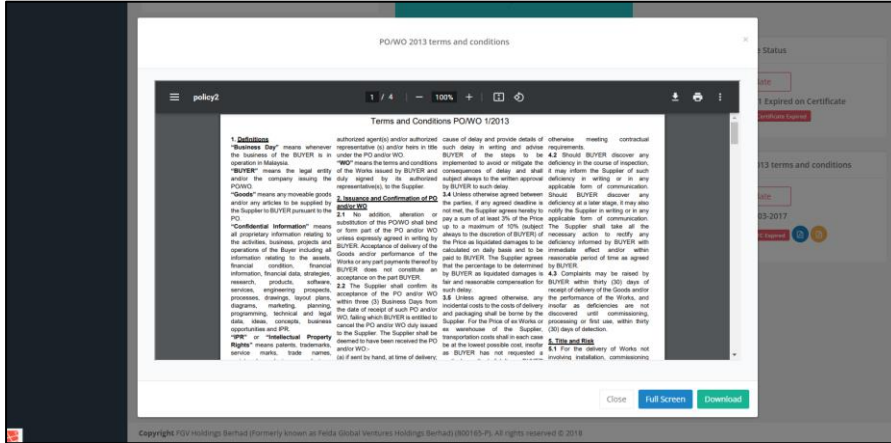 PO/WO 2013 terms and conditions
×
policy2
1 / 4
100%
Terms and Conditions PO/WO 1/2013
1. Definitions
"Business Day" means whenever
the business of the BUYER is in
operation in Malaysia.
"BUYER" means the legal entity
and/or the company issuing the
PO/WO.
"Goods" means any moveable goods
and/or any articles to be supplied by
the Supplier to BUYER pursuant to the
PO.
"Confidential Information" means
all proprietary information relating to
the activities, business, projects and
operations of the Buyer including all
information relating to the assets,
financial condition, financial
information, financial data, strategies,
research, products, software,
services, engineering prospects,
processes, drawings, layout plans,
diagrams, marketing, planning,
programming, technical and legal
data, ideas, concepts, business
opportunities and IPR.
"IPR" or "Intellectual Property
Rights" means patents, trademarks,
service marks, trade names,
authorized agent(s) and/or authorized
representative (s) and/or heirs in title
under the PO and/or WO.
"WO" means the terms and conditions
of the Works issued by BUYER and
duly signed by its authorized
representative(s), to the Supplier.
2. Issuance and Confirmation of PO
and/or WO
2.1 No addition, alteration or
substitution of this PO/WO shall bind
or form part of the PO and/or WO
unless expressly agreed in writing by
BUYER. Acceptance of delivery of the
Goods and/or performance of the
Works or any part payments thereof by
BUYER does not constitute an
acceptance on the part BUYER.
2.2 The Supplier shall confirm its
acceptance of the PO and/or WO
within three (3) Business Days from
the date of receipt of such PO and/or
WO, failing which BUYER is entitled to
cancel the PO and/or WO duly issued
to the Supplier. The Supplier shall be
deemed to have been received the PO
and/or WO:-
(a) if sent by hand, at time of delivery;
cause of delay and provide details of
such delay in writing and advise
BUYER of the steps to be
implemented to avoid or mitigate the
consequences of delay and shall
subject always to the written approval
by BUYER to such delay.
3.4 Unless otherwise agreed between
the parties, if any agreed deadline is
not met, the Supplier agrees hereby to
pay a sum of at least 3% of the Price
up to a maximum of 10% (subject
always to the discretion of BUYER) of
the Price as liquidated damages to be
calculated on daily basis and to be
paid to BUYER. The Supplier agrees
that the percentage to be determined
by BUYER as liquidated damages is
fair and reasonable compensation for
such delay.
3.5 Unless agreed otherwise, any
incidental costs to the costs of delivery
and packaging shall be borne by the
Supplier. For the Price of ex Works or
ex warehouse of the Supplier,
transportation costs shall in each case
be at the lowest possible cost, insofar
as BUYER has not requested a
otherwise meeting contractual
requirements.
4.2 Should BUYER discover any
deficiency in the course of inspection,
it may inform the Supplier of such
deficiency in writing or in any
applicable form of communication.
Should BUYER discover any
deficiency at a later stage, it may also
notify the Supplier in writing or in any
applicable form of communication.
The Supplier shall take all the
necessary action to rectify any
deficiency informed by BUYER with
immediate effect and/or within
reasonable period of time as agreed
by BUYER.
4.3 Complaints may be raised by
BUYER within thirty (30) days of
receipt of delivery of the Goods and/or
the performance of the Works, and
insofar as deficiencies are not
discovered until commissioning,
processing or first use, within thirty
(30) days of detection.
5. Title and Risk
5.1 For the delivery of Works not
involving installation, commissioning
Close
Full Screen
Download
Status
1 Expired on Certificate
Certificate Expired
013 terms and conditions
03-2017
Expired
Copyright FGV Holdings Berhad (Formerly known as Felda Global Ventures Holdings Berhad) (800165-P). All rights reserved © 2018